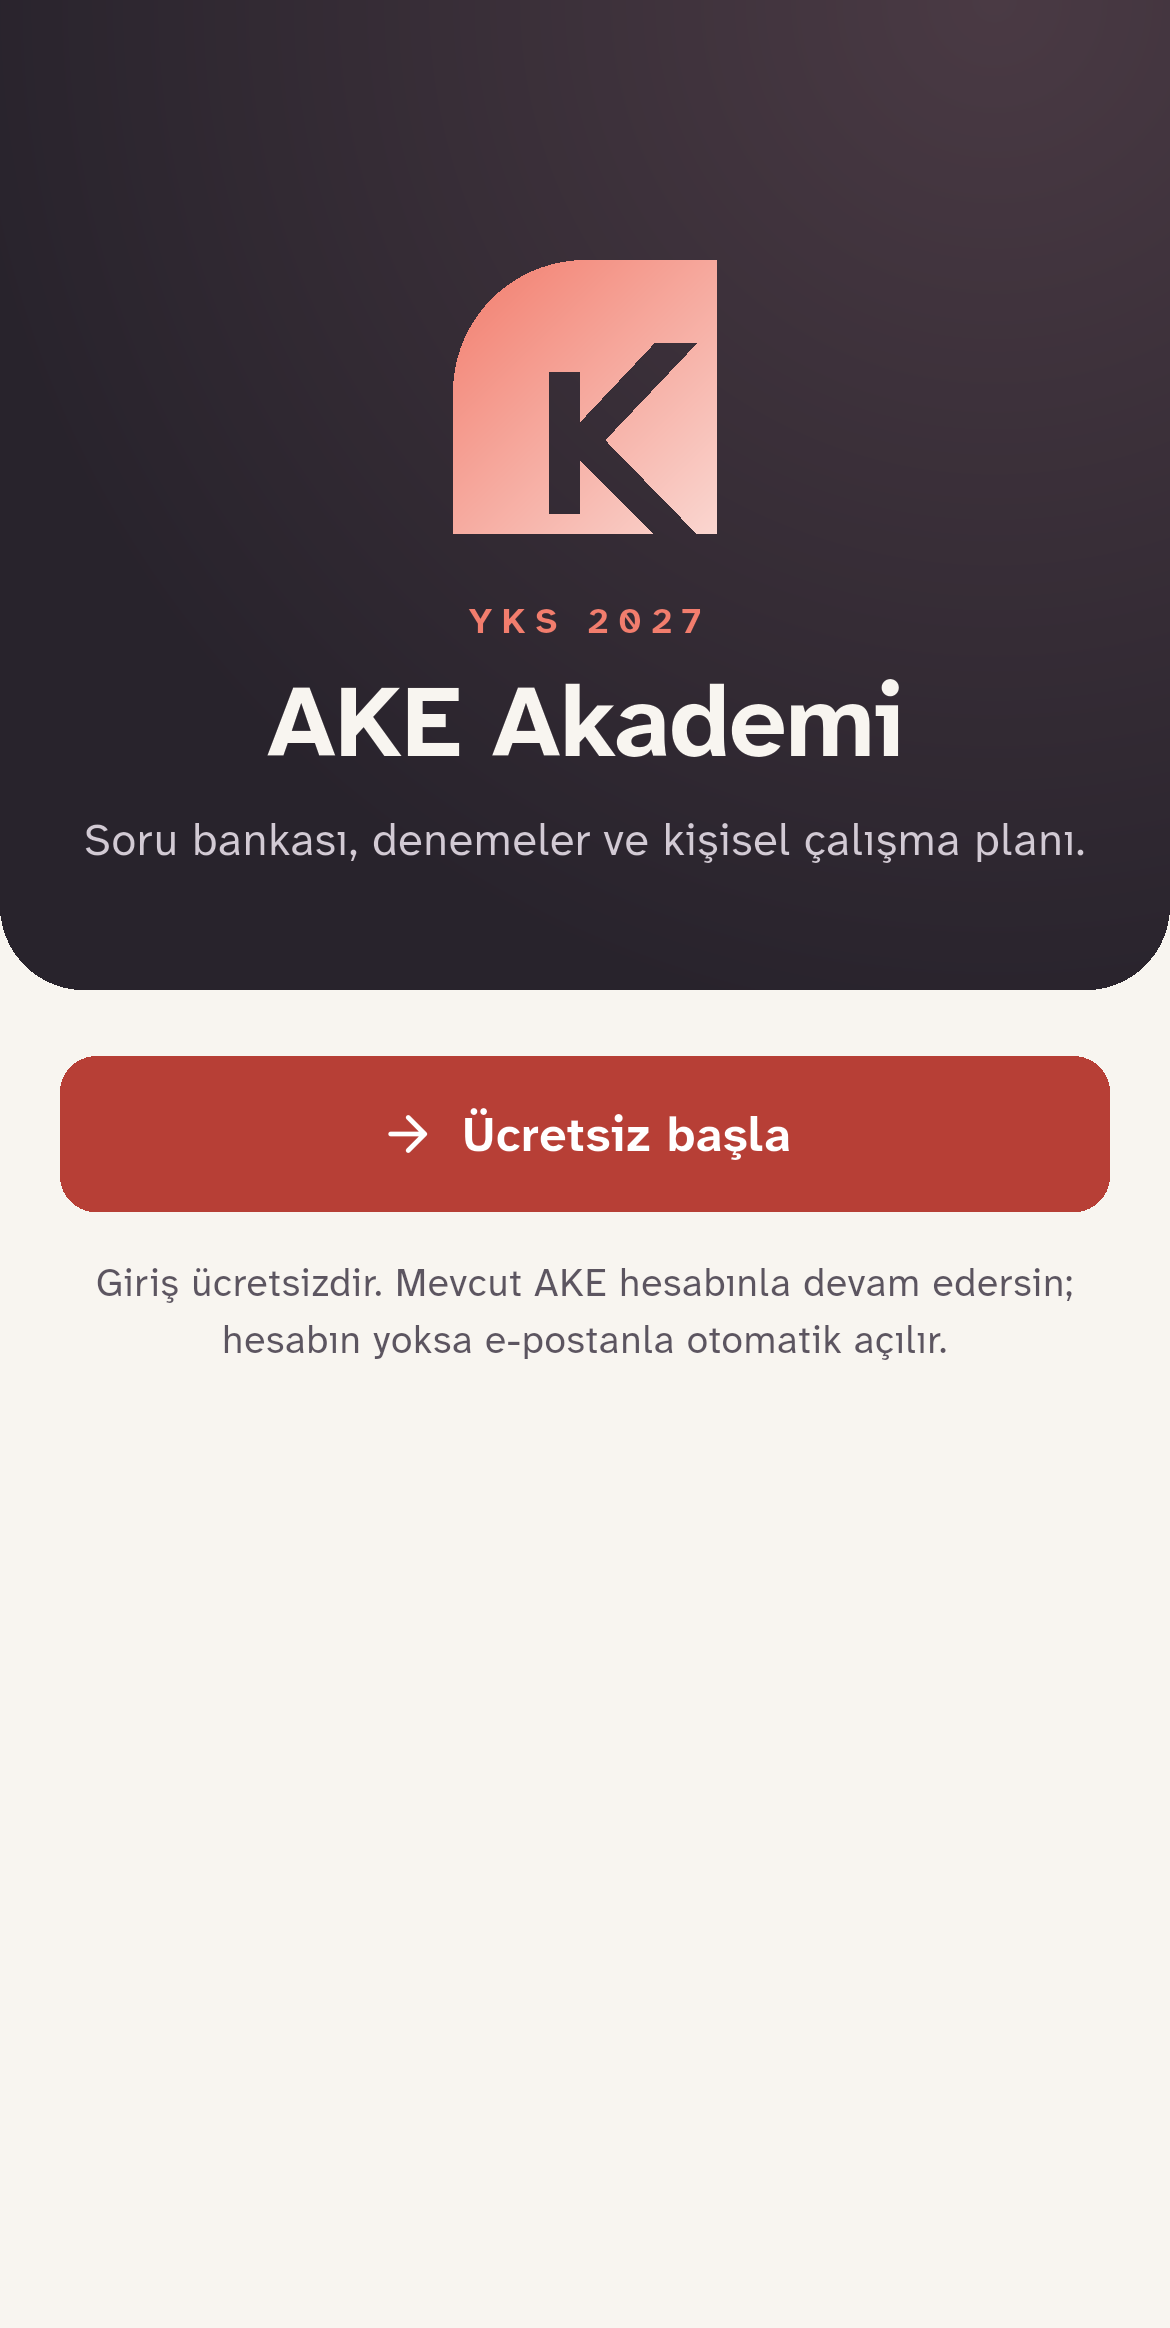 K
YKS 2027
AKE Akademi
Soru bankası, denemeler ve kişisel çalışma planı.
Ücretsiz başla
Giriş ücretsizdir. Mevcut AKE hesabınla devam edersin;
hesabın yoksa e-postanla otomatik açılır.